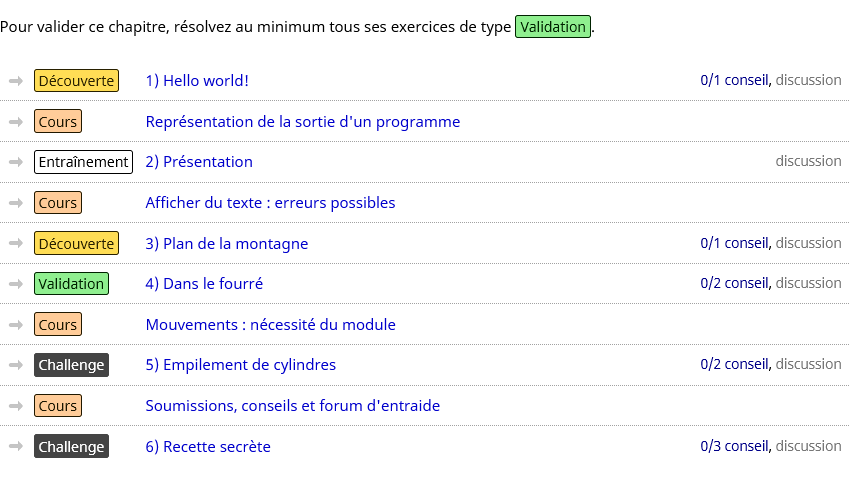 Pour valider ce chapitre, résolvez au minimum tous ses exercices de type Validation.
Découverte 1) Hello world! 0/1 conseil, discussion
Cours Représentation de la sortie d'un programme
Entraînement 2) Présentation discussion
Cours Afficher du texte : erreurs possibles
Découverte 3) Plan de la montagne 0/1 conseil, discussion
Validation 4) Dans le fourré 0/2 conseil, discussion
Cours Mouvements : nécessité du module
Challenge 5) Empilement de cylindres 0/2 conseil, discussion
Cours Soumissions, conseils et forum d'entraide
Challenge 6) Recette secrète 0/3 conseil, discussion